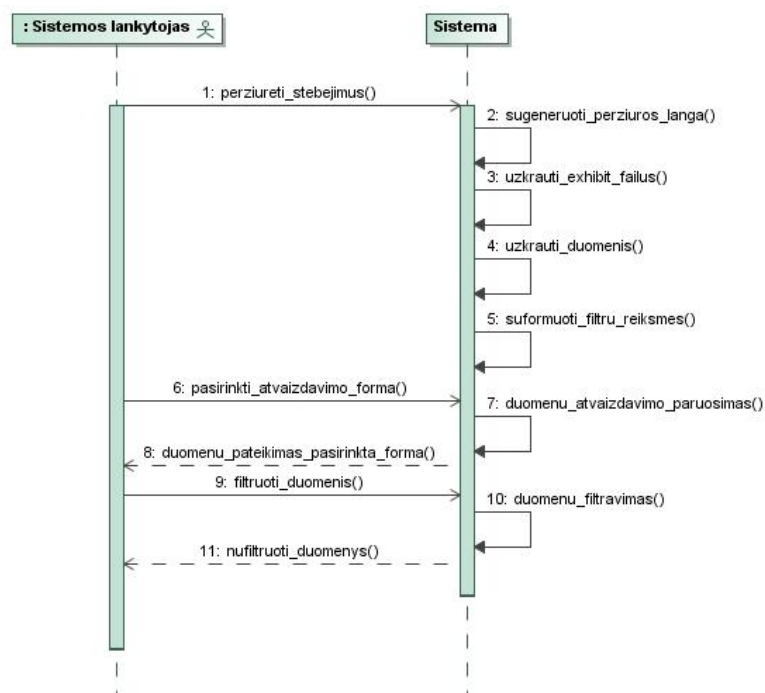 : Sistemos lankytojas
Sistema
1: perziureti_stebejimus()
2: sugeneruoti_perziuros_langa()
3: uzkrauti_exhibit_failus()
4: uzkrauti_duomenis()
5: suformuoti_filtru_reiksmes()
6: pasirinkti_atvaizdavimo_forma()
7: duomenu_atvaizdavimo_paruosimas()
8: duomenu_pateikimas_pasirinkta_forma()
9: filtruoti_duomenis()
10: duomenu_filtravimas()
11: nufiltruoti_duomenys()